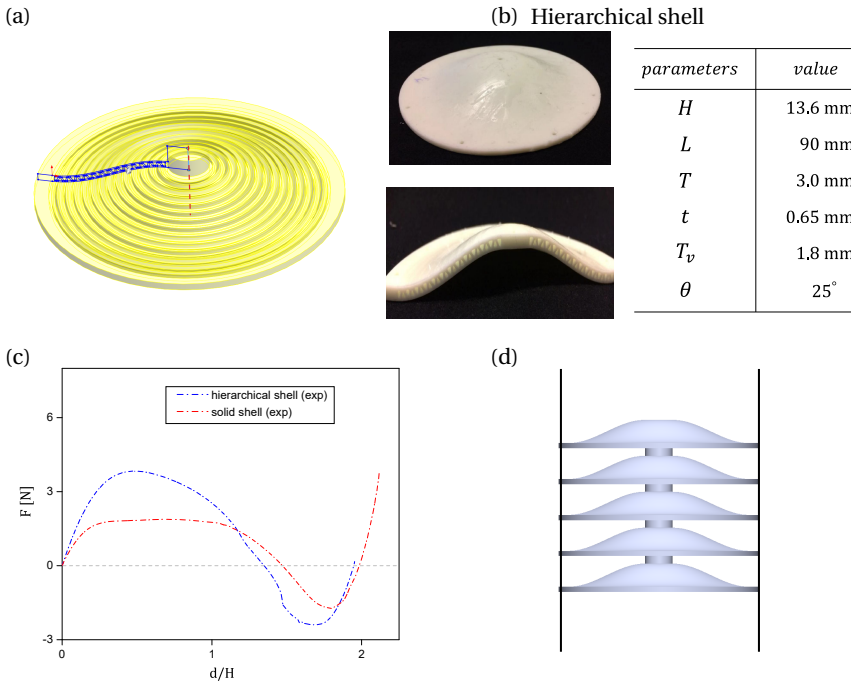 (a)
(b) Hierarchical shell
parameters value
H 13.6 mm
L 90 mm
T 3.0 mm
t 0.65 mm
T_v 1.8 mm
θ 25°
(c)
hierarchical shell (exp)
solid shell (exp)
6
3
0
-3
F [N]
0 1 2
d/H
(d)